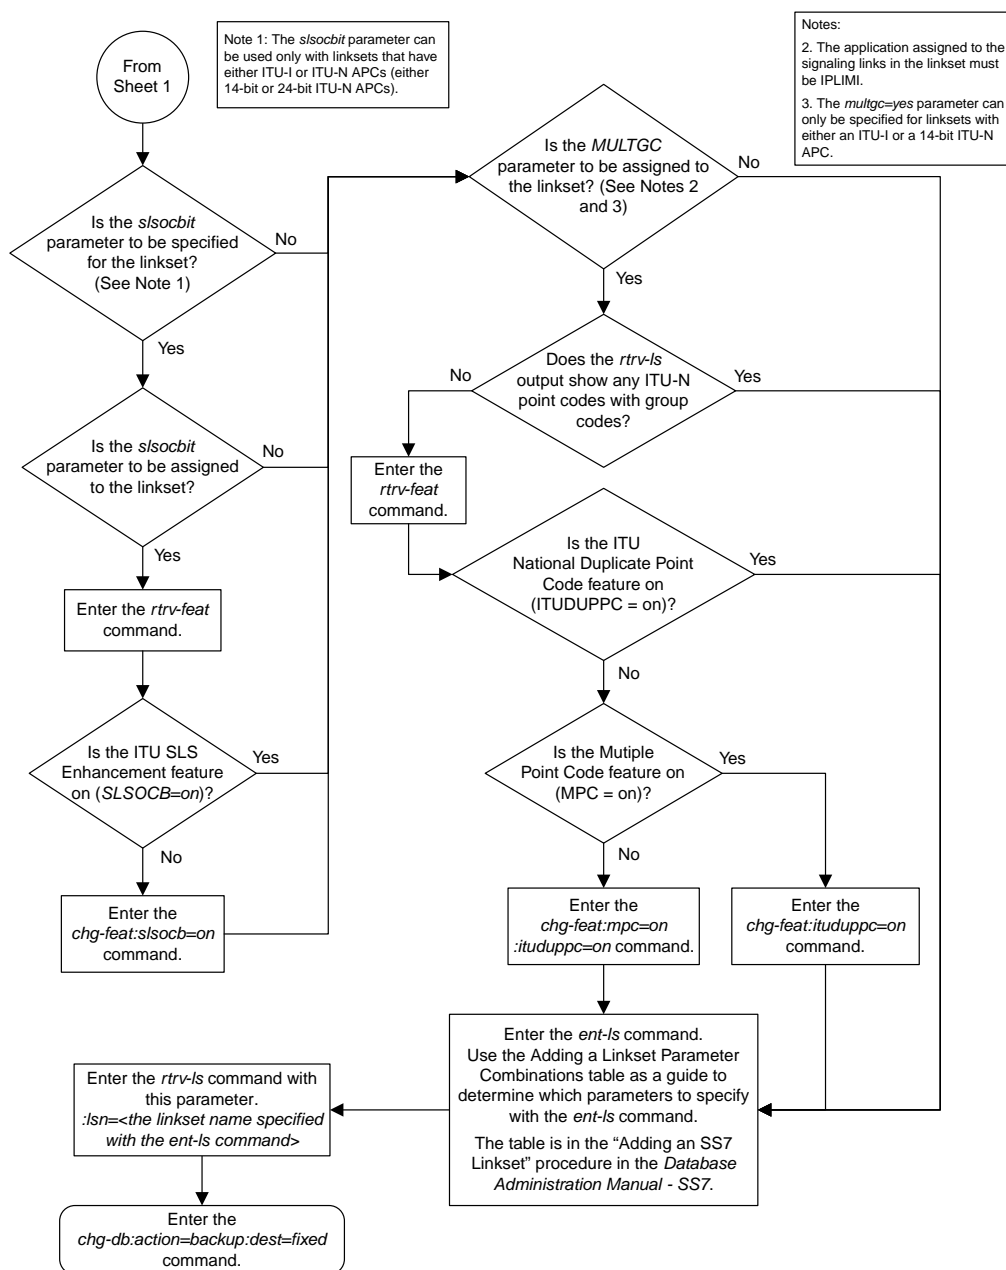 From
Sheet 1
Note 1: The slsocbit parameter can
be used only with linksets that have
either ITU-I or ITU-N APCs (either
14-bit or 24-bit ITU-N APCs).
Notes:
2. The application assigned to the
signaling links in the linkset must
be IPLIMI.
3. The multgc=yes parameter can
only be specified for linksets with
either an ITU-I or a 14-bit ITU-N
APC.
Is the slsocbit
parameter to be specified
for the linkset?
(See Note 1)
No
Yes
Is the slsocbit
parameter to be assigned
to the linkset?
No
Yes
Enter the rtrv-feat
command.
Is the ITU SLS
Enhancement feature
on (SLSOCB=on)?
Yes
No
Enter the
chg-feat:slsocb=on
command.
Is the MULTGC
parameter to be assigned to
the linkset? (See Notes 2
and 3)
No
Yes
Does the rtrv-ls
output show any ITU-N
point codes with group
codes?
No
Yes
Enter the
rtrv-feat
command.
Is the ITU
National Duplicate Point
Code feature on
(ITUDUPPC = on)?
Yes
No
Is the Mutiple
Point Code feature on
(MPC = on)?
Yes
No
Enter the
chg-feat:mpc=on
:ituduppc=on command.
Enter the
chg-feat:ituduppc=on
command.
Enter the ent-ls command.
Use the Adding a Linkset Parameter
Combinations table as a guide to
determine which parameters to specify
with the ent-ls command.
The table is in the “Adding an SS7
Linkset” procedure in the Database
Administration Manual - SS7.
Enter the rtrv-ls command with
this parameter.
:lsn=<the linkset name specified
with the ent-ls command>
Enter the
chg-db:action=backup:dest=fixed
command.